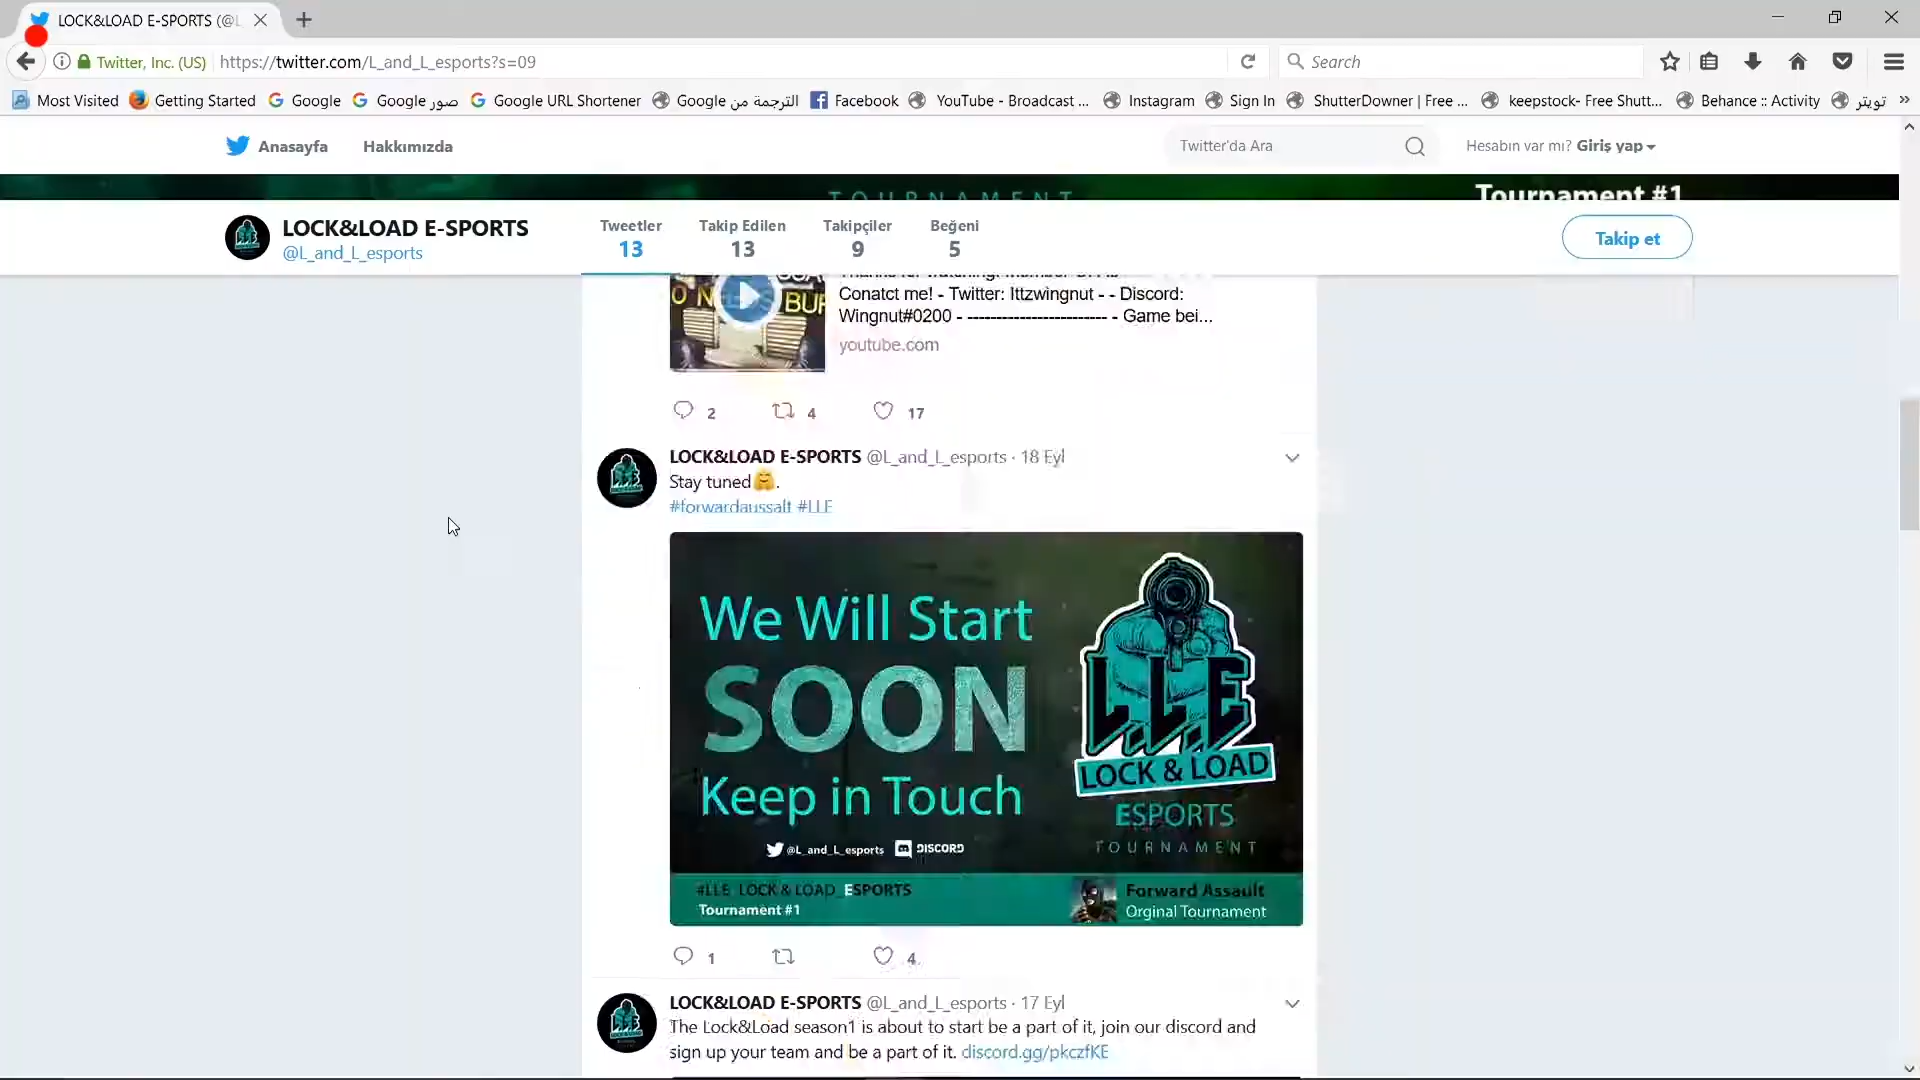 LOCK&LOAD E-SPORTS (@L
Twitter, Inc. (US)
https://twitter.com/L_and_L_esports?s=09
Search
Most Visited
Getting Started
Google
Google صور
Google URL Shortener
الترجمة من Google
Facebook
YouTube - Broadcast ...
Instagram
Sign In
ShutterDowner | Free ...
keepstock- Free Shutt...
Behance :: Activity
تويتر
Anasayfa
Hakkımızda
Twitter'da Ara
Hesabın var mı? Giriş yap
TOURNAMENT
Tournament #1
LOCK&LOAD E-SPORTS
@L_and_L_esports
Tweetler
13
Takip Edilen
13
Takipçiler
9
Beğeni
5
Takip et
Conatct me! - Twitter: Ittzwingnut - - Discord:
Wingnut#0200 - ------------------------ - Game bei...
youtube.com
2
4
17
LOCK&LOAD E-SPORTS @L_and_L_esports · 18 Eyl
Stay tuned🤗.
#forwardaussalt #LLE
We Will Start
SOON
Keep in Touch
@L_and_L_esports
DISCORD
LLE
LOCK & LOAD
ESPORTS
TOURNAMENT
#LLE_LOCK & LOAD_ESPORTS
Tournament #1
Forward Assault
Orginal Tournament
1
4
LOCK&LOAD E-SPORTS @L_and_L_esports · 17 Eyl
The Lock&Load season1 is about to start be a part of it, join our discord and
sign up your team and be a part of it. discord.gg/pkczfKE